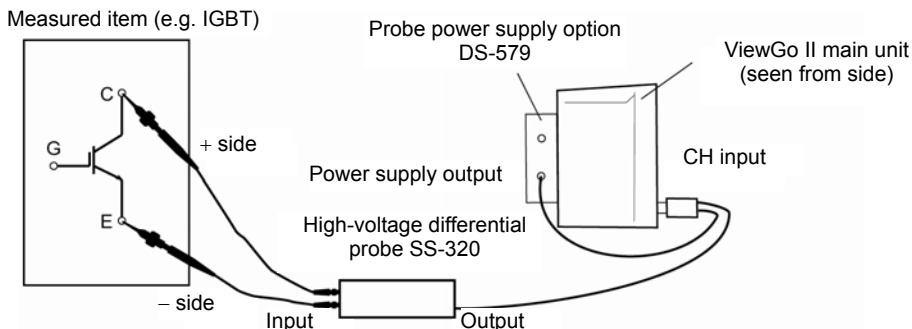 Measured item (e.g. IGBT)
Probe power supply option
DS-579
ViewGo II main unit
(seen from side)
C
G
+ side
CH input
Power supply output
E
High-voltage differential
probe SS-320
− side
Input
Output